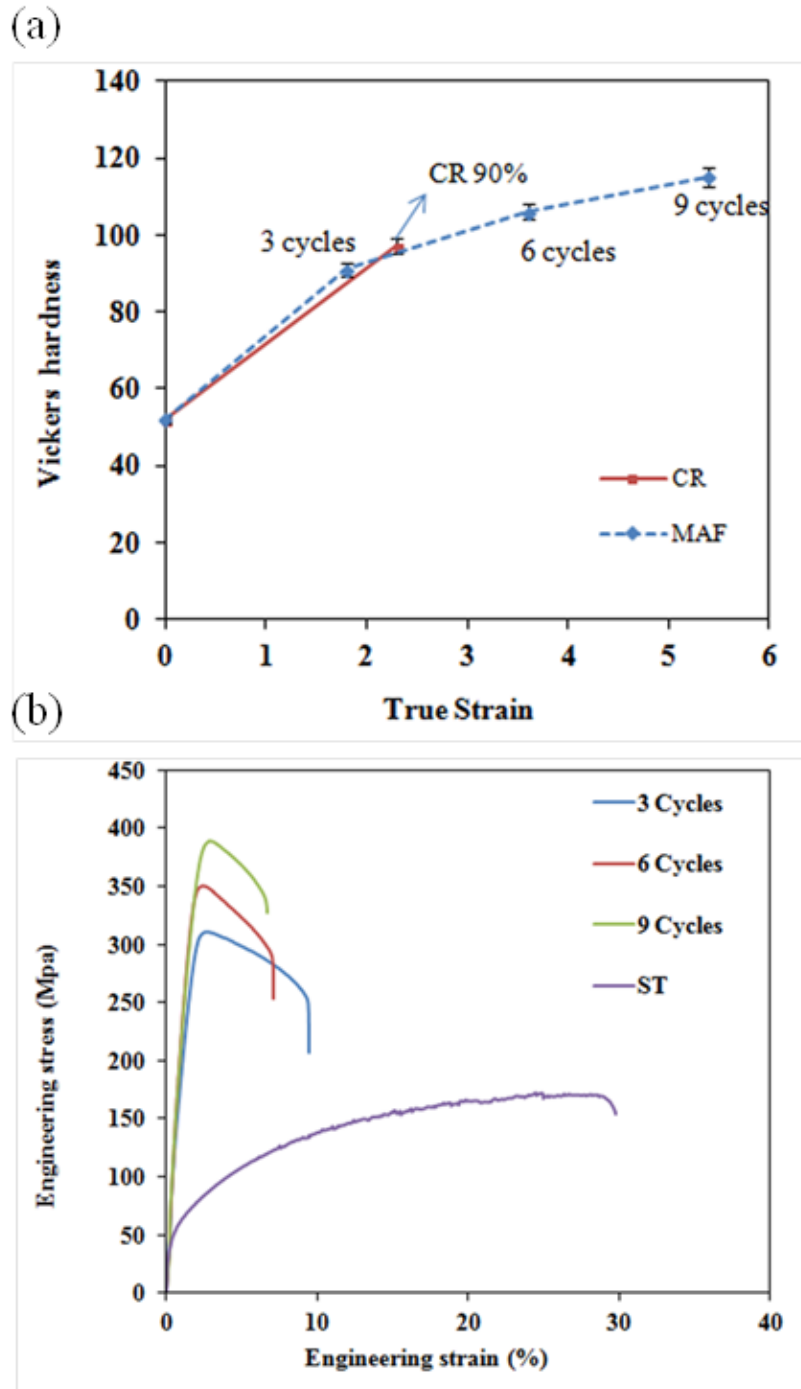 (a)
140
120
100
80
60
40
20
0
Vickers hardness
CR 90%
3 cycles
6 cycles
9 cycles
CR
MAF
0 1 2 3 4 5 6
True Strain
(b)
450
400
350
300
250
200
150
100
50
0
Engineering stress (Mpa)
3 Cycles
6 Cycles
9 Cycles
ST
0 10 20 30 40
Engineering strain (%)